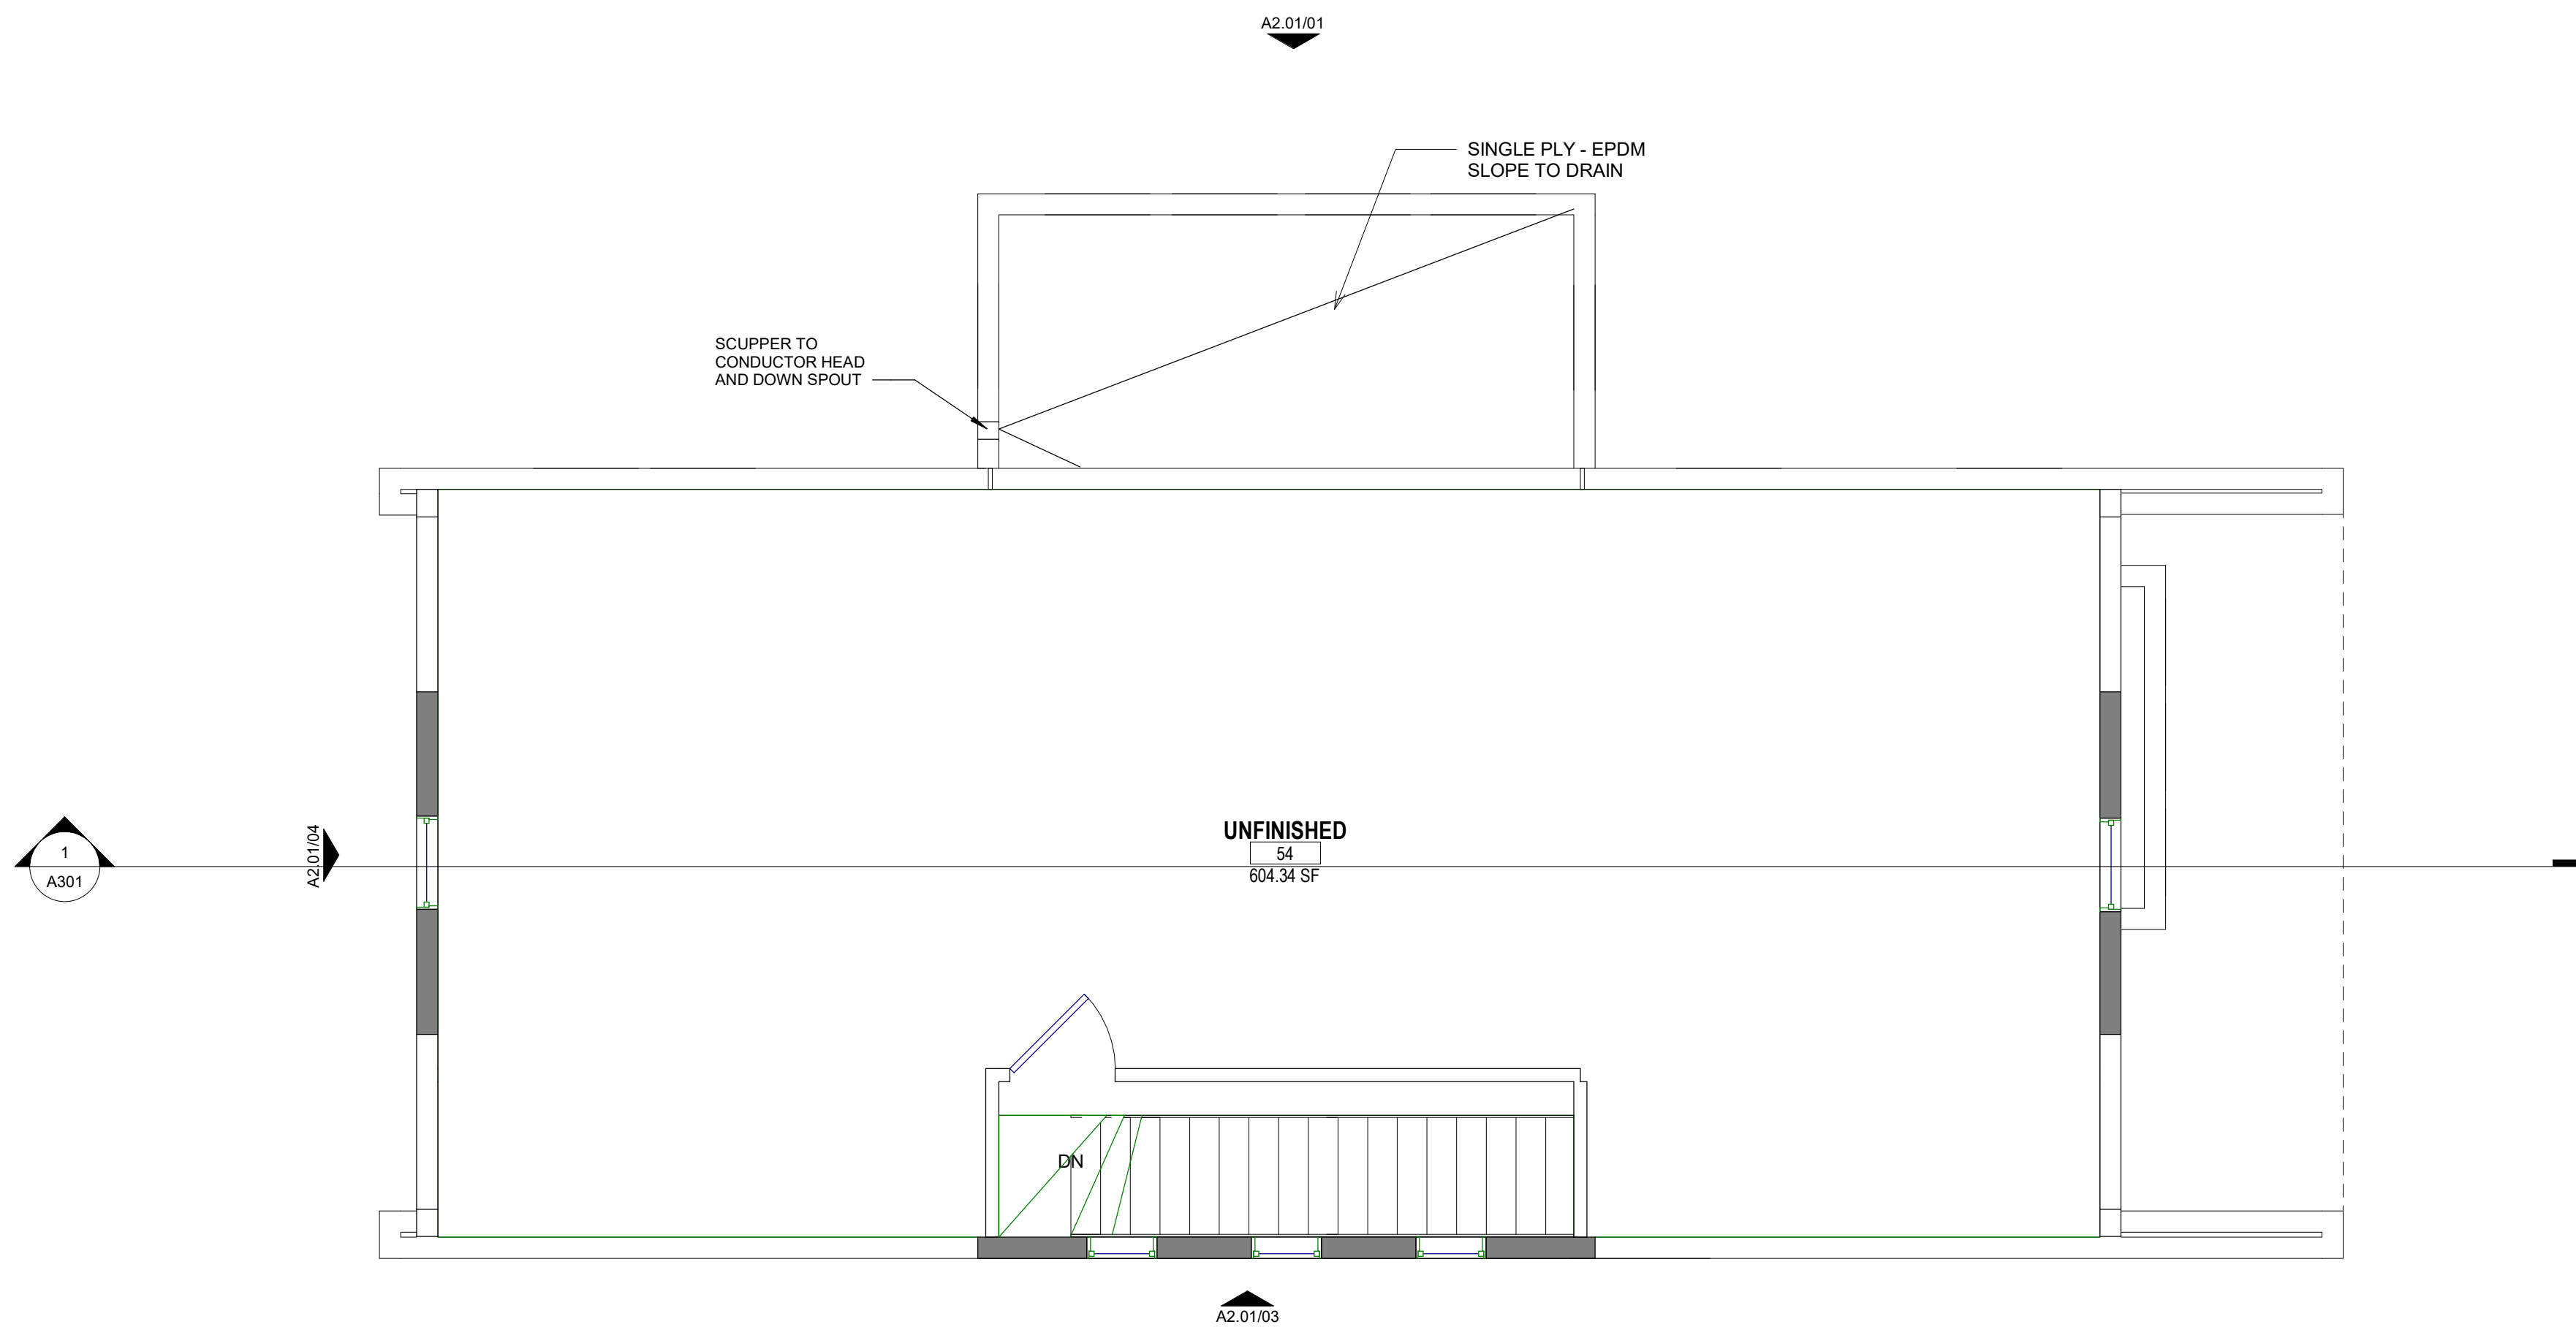 A2.01/01
SINGLE PLY - EPDM
SLOPE TO DRAIN
SCUPPER TO
CONDUCTOR HEAD
AND DOWN SPOUT
UNFINISHED
54
604.34 SF
1
A301
A2.01/04
DN
A2.01/03